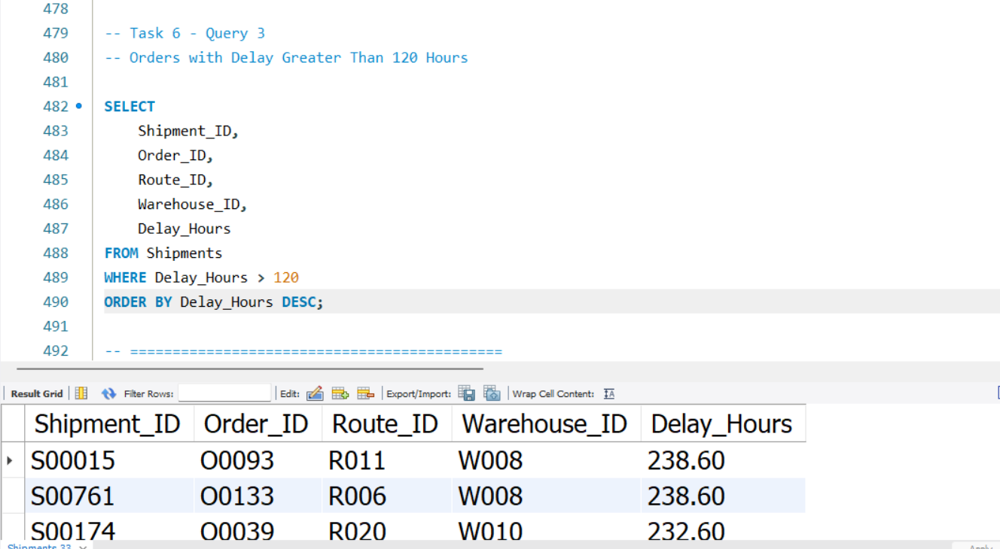 478
479 -- Task 6 - Query 3
480 -- Orders with Delay Greater Than 120 Hours
481
482 SELECT
483 Shipment_ID,
484 Order_ID,
485 Route_ID,
486 Warehouse_ID,
487 Delay_Hours
488 FROM Shipments
489 WHERE Delay_Hours > 120
490 ORDER BY Delay_Hours DESC;
491
492 -- ============================================
Result Grid Filter Rows: Edit: Export/Import: Wrap Cell Content:
Shipment_ID Order_ID Route_ID Warehouse_ID Delay_Hours
S00015 O0093 R011 W008 238.60
S00761 O0133 R006 W008 238.60
S00174 O0039 R020 W010 232.60
Shipments 33 Apply